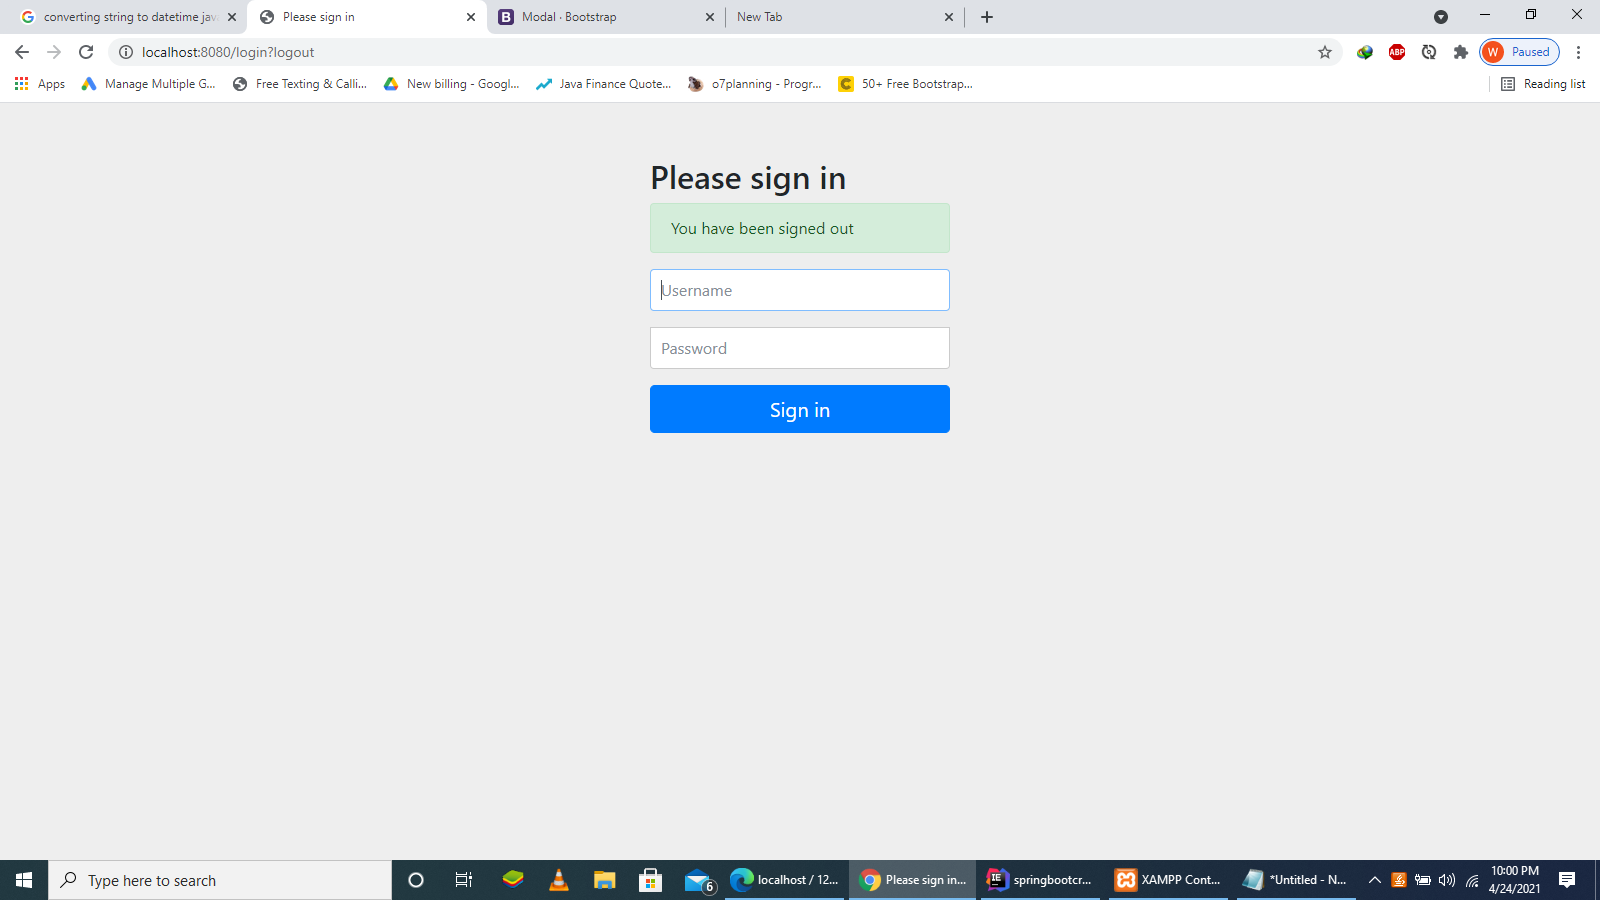 converting string to datetime jav
Please sign in
Modal · Bootstrap
New Tab
localhost:8080/login?logout
ABP
W
Paused
Apps
Manage Multiple G...
Free Texting & Calli...
New billing - Googl...
Java Finance Quote...
o7planning - Progr...
50+ Free Bootstrap...
Reading list
Please sign in
You have been signed out
Username
Password
Sign in
Type here to search
6
localhost / 12...
Please sign in...
springbootcr...
XAMPP Cont...
*Untitled - N...
10:00 PM
4/24/2021